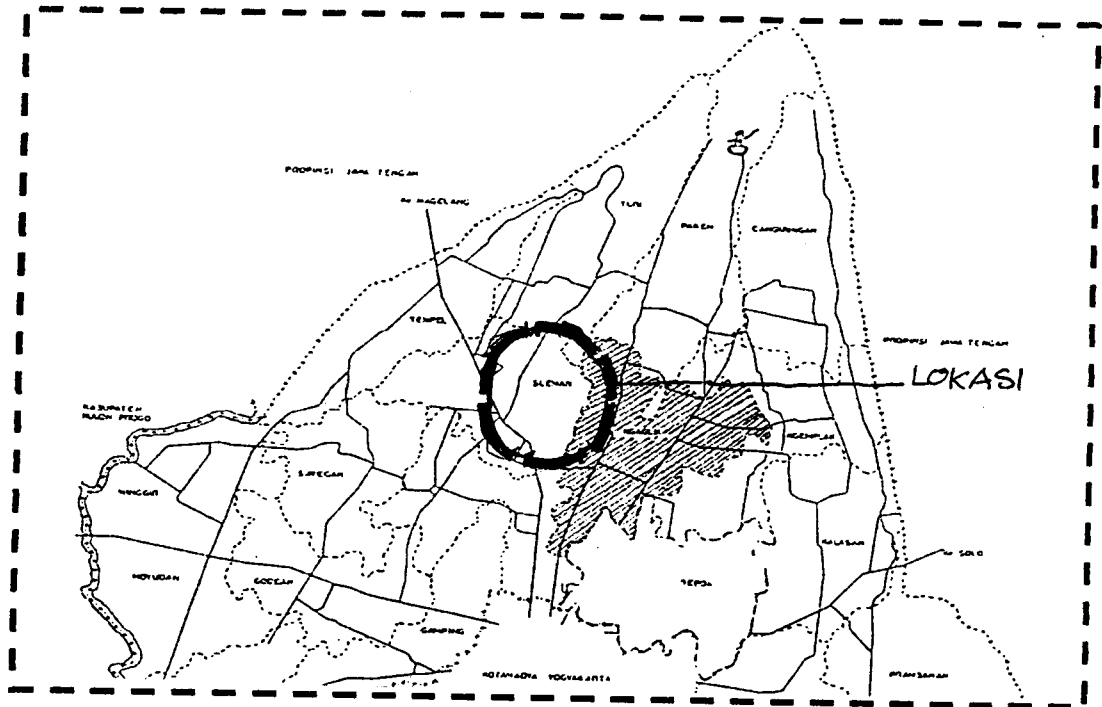 PROPINSI JAWA TENGAH
KE MAGELANG
TURI
PAKEM
CANGKRINGAN
TEMPEL
PROPINSI JAWA TENGAH
SLEMAN
LOKASI
KABUPATEN
KULON PROGO
NGAGLIK
NGEMPLAK
SAYEGAN
MINGGIR
KALASAN
KE SOLO
MOYUDAN
GODEAN
DEPOK
GAMPING
KOTAMADYA YOGYAKARTA
PRAMBANAN